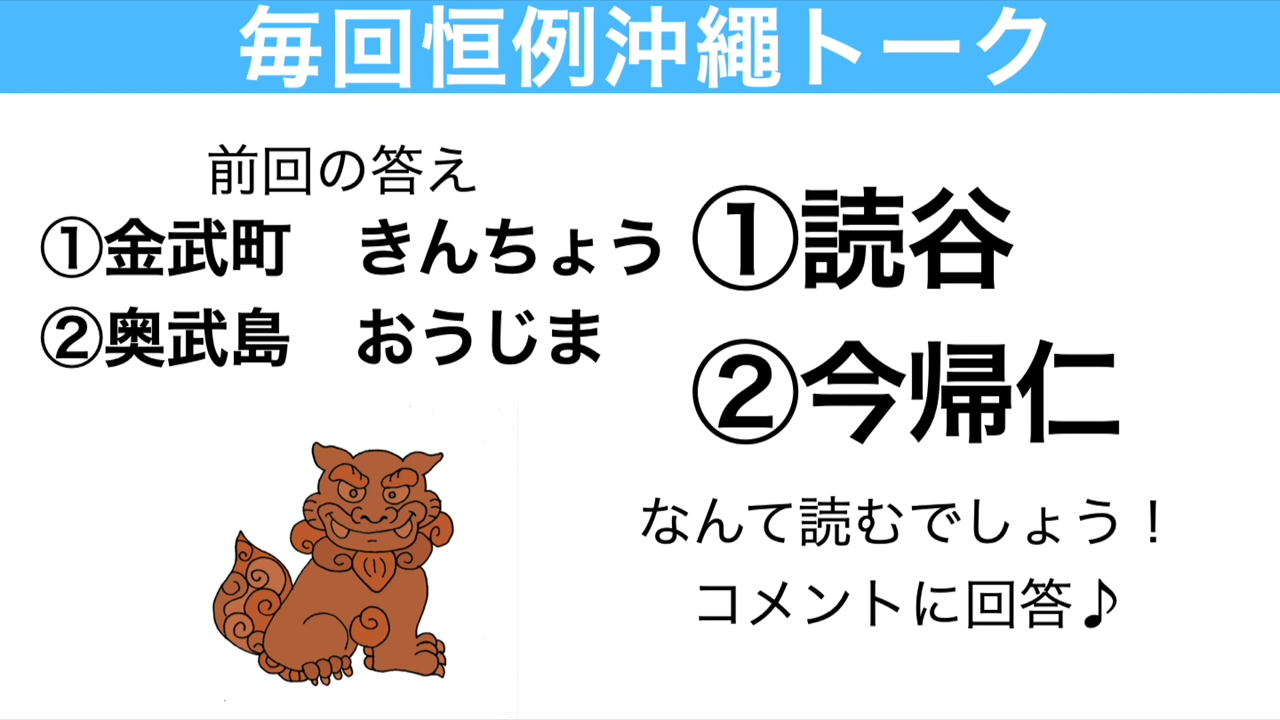 毎回恒例沖縄トーク
前回の答え
①金武町　きんちょう
②奥武島　おうじま
①読谷
②今帰仁
なんて読むでしょう！
コメントに回答♪